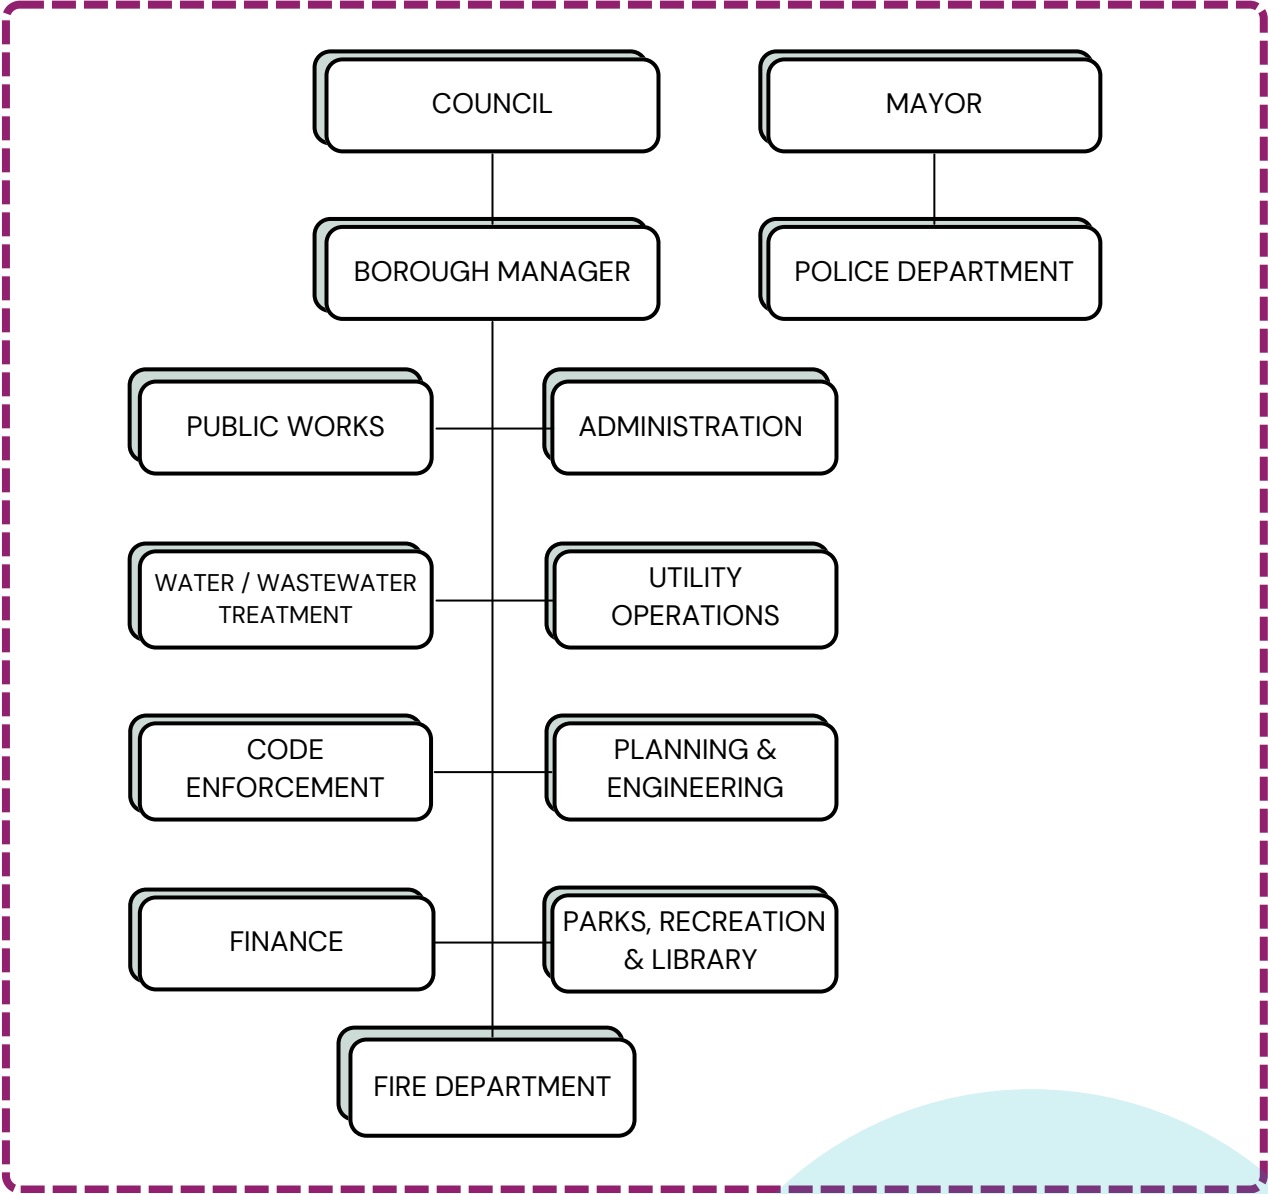 COUNCIL
MAYOR
BOROUGH MANAGER
POLICE DEPARTMENT
PUBLIC WORKS
ADMINISTRATION
WATER / WASTEWATER
TREATMENT
UTILITY
OPERATIONS
CODE
ENFORCEMENT
PLANNING &
ENGINEERING
FINANCE
PARKS, RECREATION
& LIBRARY
FIRE DEPARTMENT